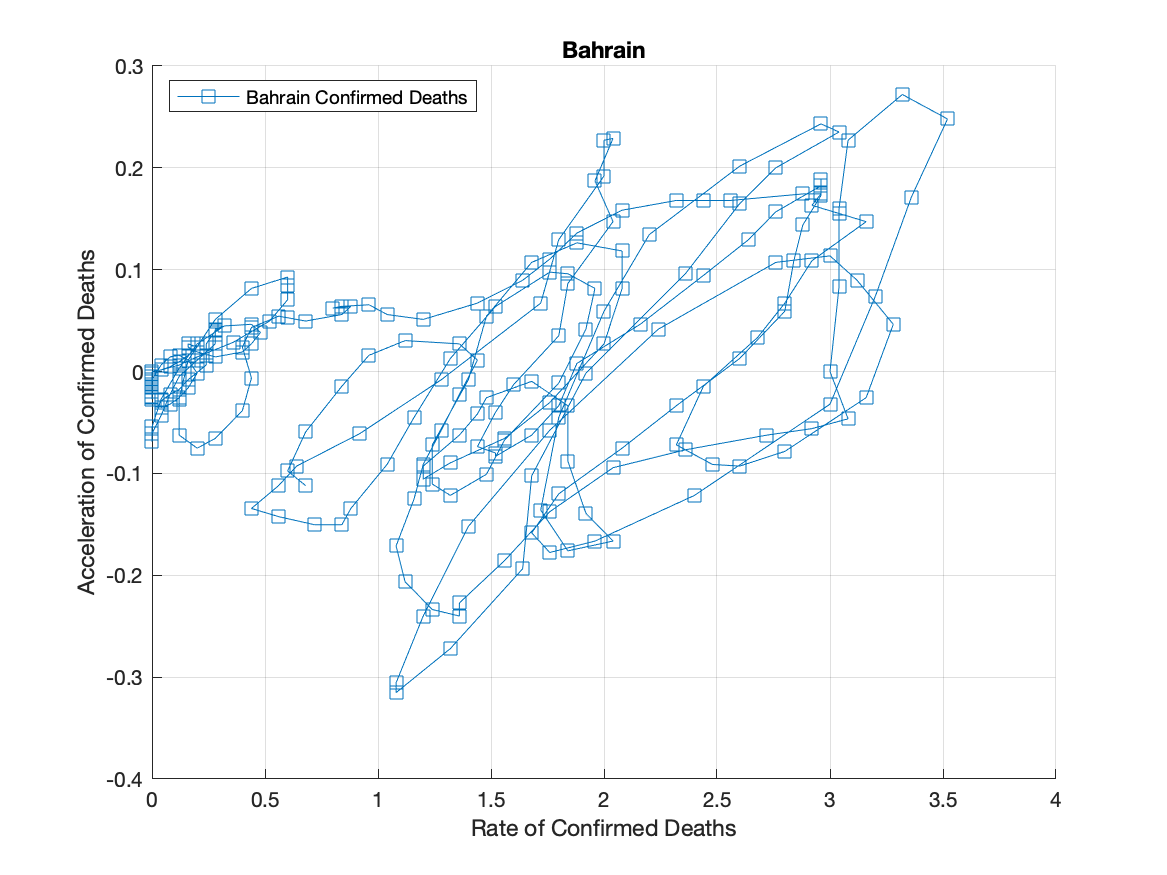 Bahrain
Bahrain Confirmed Deaths
Acceleration of Confirmed Deaths
0.3
0.2
0.1
0
-0.1
-0.2
-0.3
-0.4
0 0.5 1 1.5 2 2.5 3 3.5 4
Rate of Confirmed Deaths